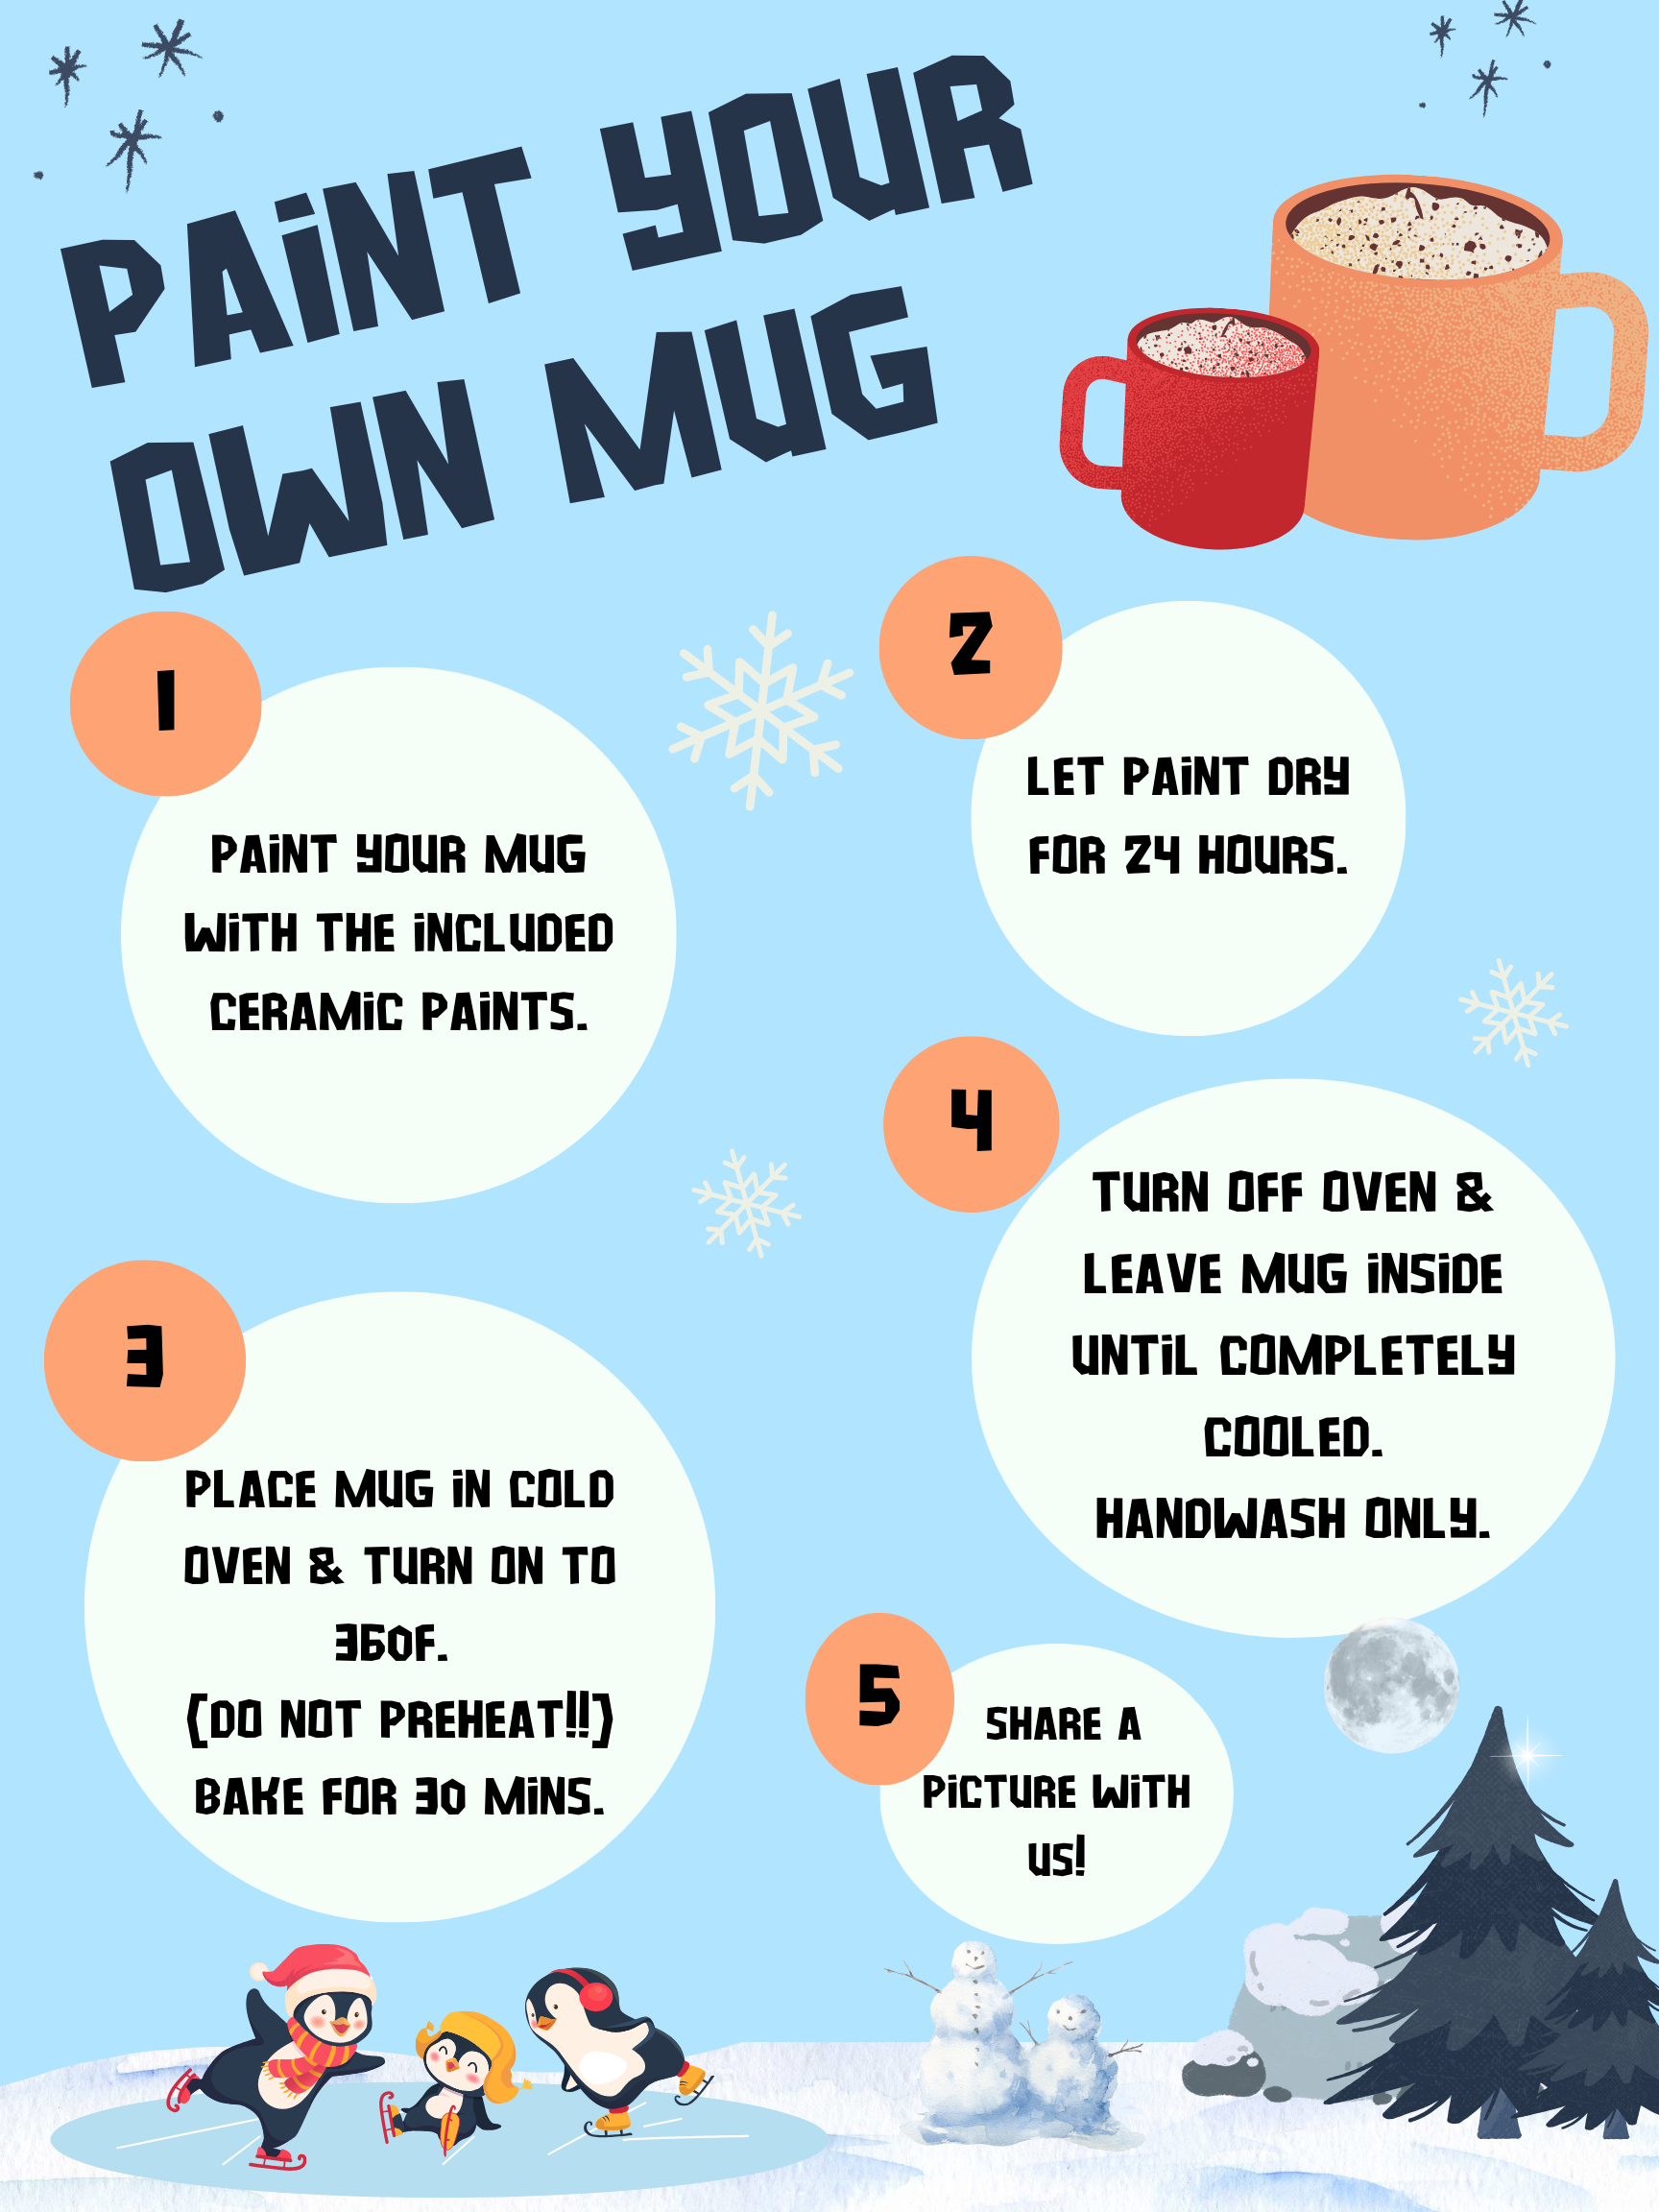 PAINT YOUR
OWN MUG
1
PAINT YOUR MUG
WITH THE INCLUDED
CERAMIC PAINTS.
2
LET PAINT DRY
FOR 24 HOURS.
3
PLACE MUG IN COLD
OVEN & TURN ON TO
360F.
(DO NOT PREHEAT!!)
BAKE FOR 30 MINS.
4
TURN OFF OVEN &
LEAVE MUG INSIDE
UNTIL COMPLETELY
COOLED.
HANDWASH ONLY.
5
SHARE A
PICTURE WITH
US!